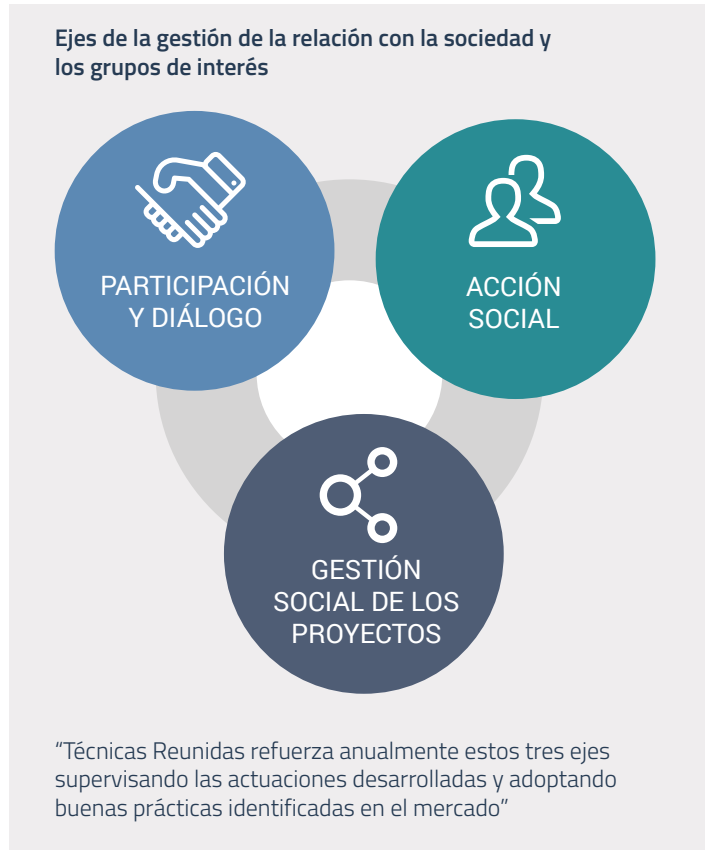 Ejes de la gestión de la relación con la sociedad y
los grupos de interés
PARTICIPACIÓN
Y DIÁLOGO
ACCIÓN
SOCIAL
GESTIÓN
SOCIAL DE LOS
PROYECTOS
“Técnicas Reunidas refuerza anualmente estos tres ejes
supervisando las actuaciones desarrolladas y adoptando
buenas prácticas identificadas en el mercado”